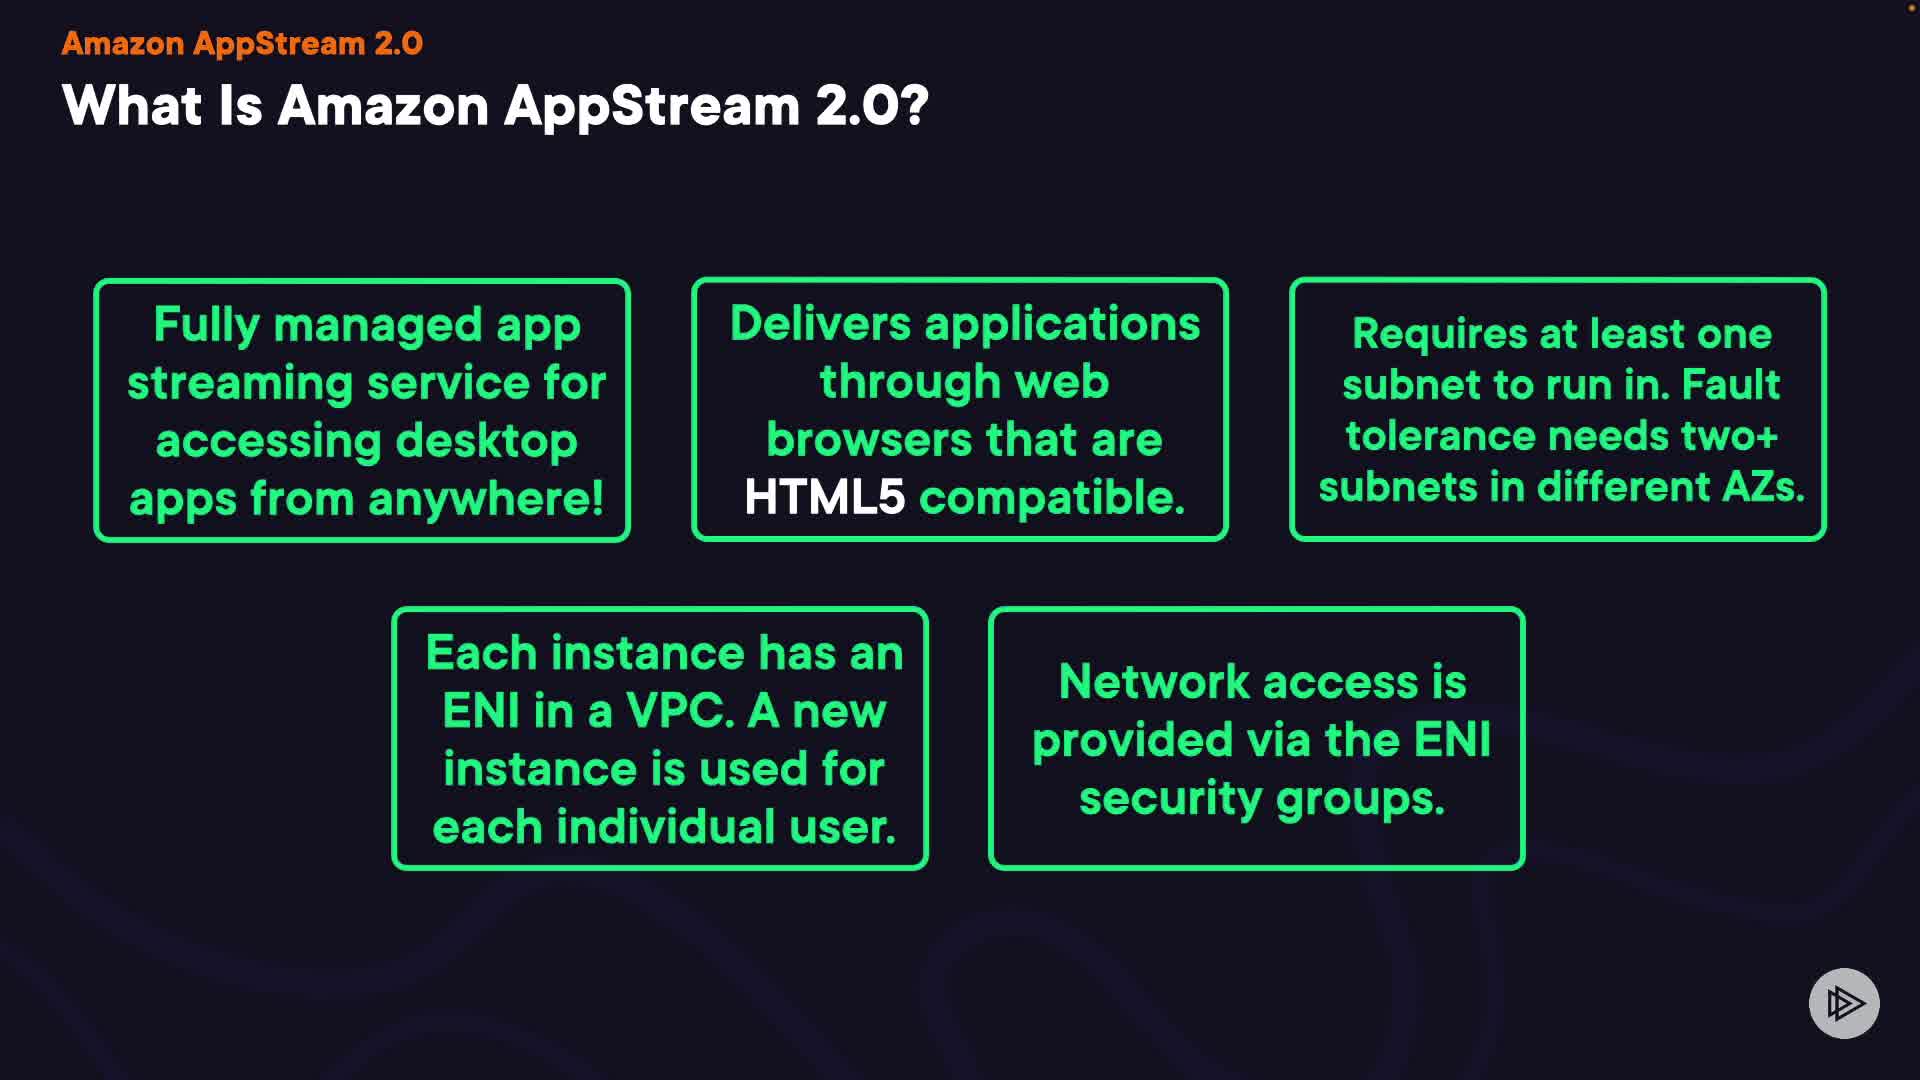 Amazon AppStream 2.0
What Is Amazon AppStream 2.0?
Fully managed app
streaming service for
accessing desktop
apps from anywhere!
Delivers applications
through web
browsers that are
HTML5 compatible.
Requires at least one
subnet to run in. Fault
tolerance needs two+
subnets in different AZs.
Each instance has an
ENI in a VPC. A new
instance is used for
each individual user.
Network access is
provided via the ENI
security groups.